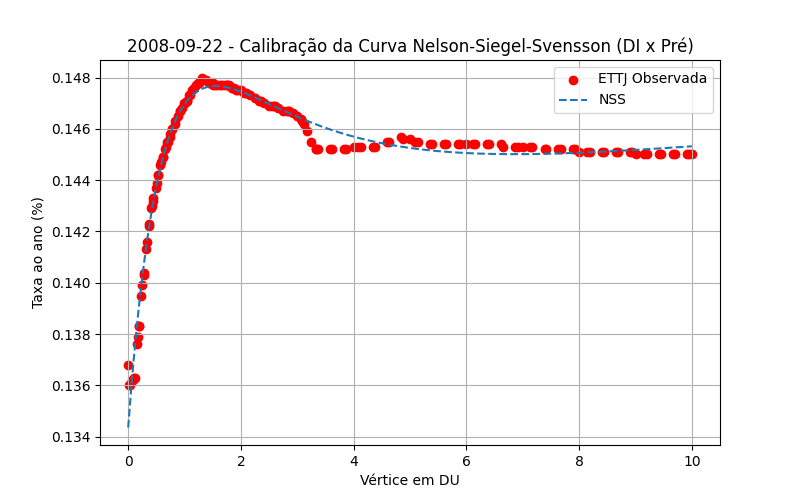 2008-09-22 - Calibração da Curva Nelson-Siegel-Svensson (DI x Pré)
ETTJ Observada
NSS
Taxa ao ano (%)
0.148
0.146
0.144
0.142
0.140
0.138
0.136
0.134
0 2 4 6 8 10
Vértice em DU